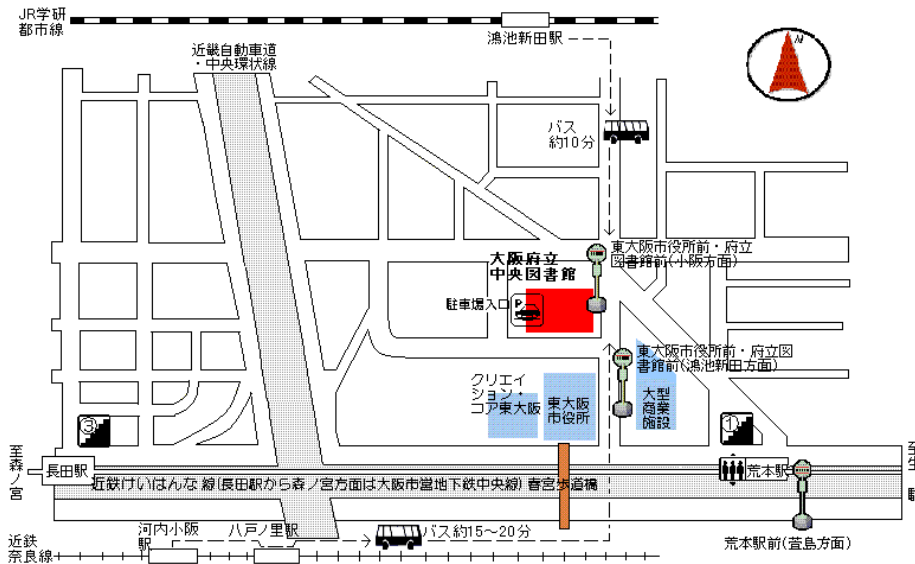 JR学研
都市線
鴻池新田駅
N
近畿自動車道
・中央環状線
バス
約10分
大阪府立
中央図書館
東大阪市役所前・府立
図書館前(小阪方面)
駐車場入口
P
東大阪市役所前・府立図
書館前(鴻池新田方面)
クリエイ
ション・
コア東大阪
東大阪
市役所
大型
商業
施設
③
①
至森ノ宮
長田駅
荒本駅
至生駒
近鉄けいはんな線(長田駅から森ノ宮方面は大阪市営地下鉄中央線)
春宮歩道橋
河内小阪
駅
八戸ノ里駅
バス約15~20分
荒本駅前(萱島方面)
近鉄
奈良線